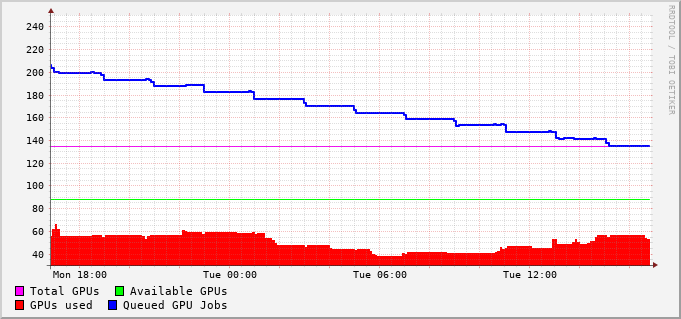 RRDTOOL / TOBI OETIKER
240
220
200
180
160
140
120
100
80
60
40
Mon 18:00 Tue 00:00 Tue 06:00 Tue 12:00
Total GPUs Available GPUs
GPUs used Queued GPU Jobs